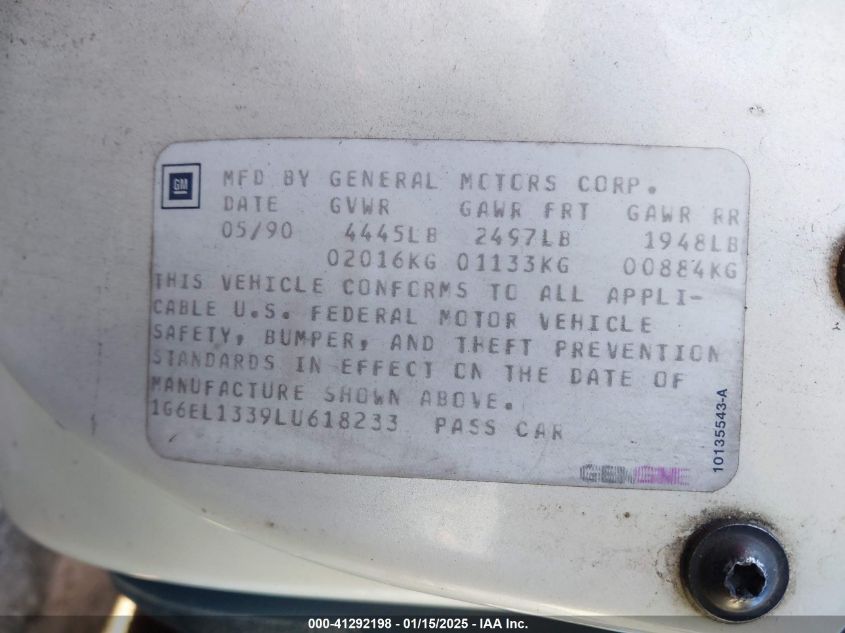 GM
MFD BY GENERAL MOTORS CORP.
DATE GVWR GAWR FRT GAWR RR
05/90 4445LB 2497LB 1948LB
02016KG 01133KG 00884KG
THIS VEHICLE CONFORMS TO ALL APPLI-
CABLE U.S. FEDERAL MOTOR VEHICLE
SAFETY, BUMPER, AND THEFT PREVENTION
STANDARDS IN EFFECT ON THE DATE OF
MANUFACTURE SHOWN ABOVE.
1G6EL1339LU618233 PASS CAR
10135543-A
000-41292198 - 01/15/2025 - IAA Inc.